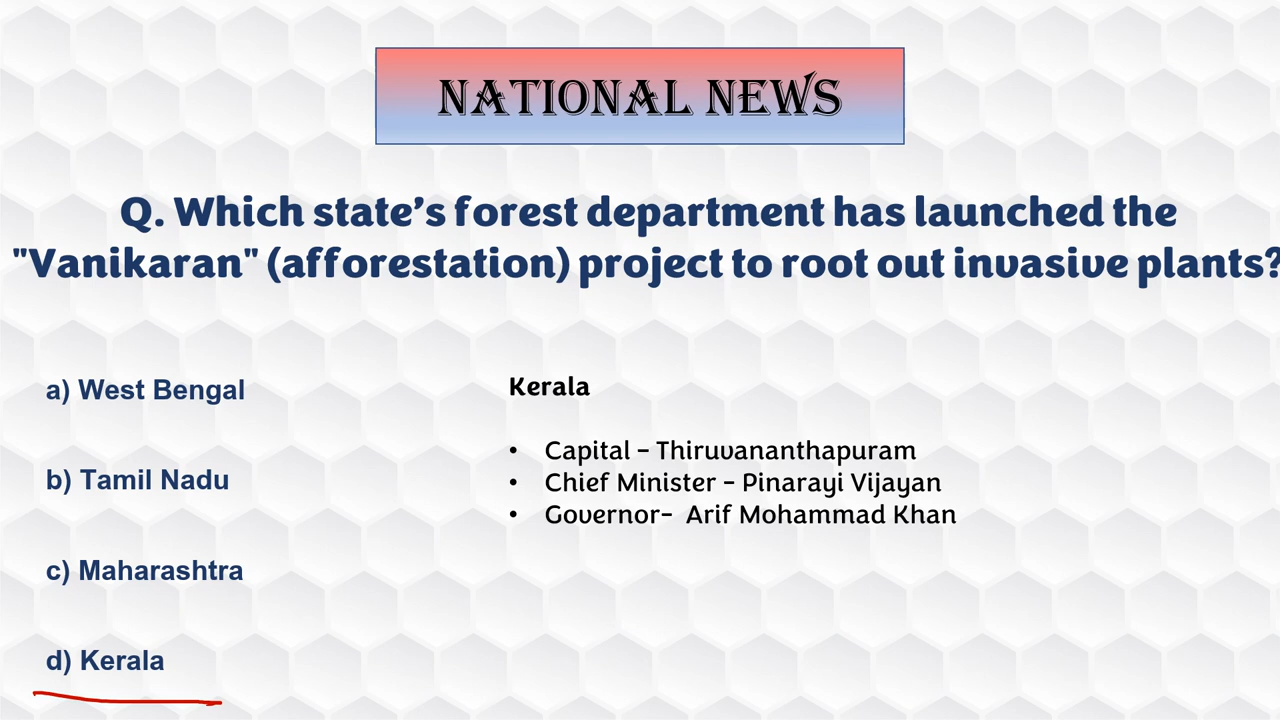 NATIONAL NEWS
Q. Which state’s forest department has launched the
"Vanikaran" (afforestation) project to root out invasive plants?
a) West Bengal
b) Tamil Nadu
c) Maharashtra
d) Kerala
Kerala
• Capital – Thiruvananthapuram
• Chief Minister – Pinarayi Vijayan
• Governor– Arif Mohammad Khan